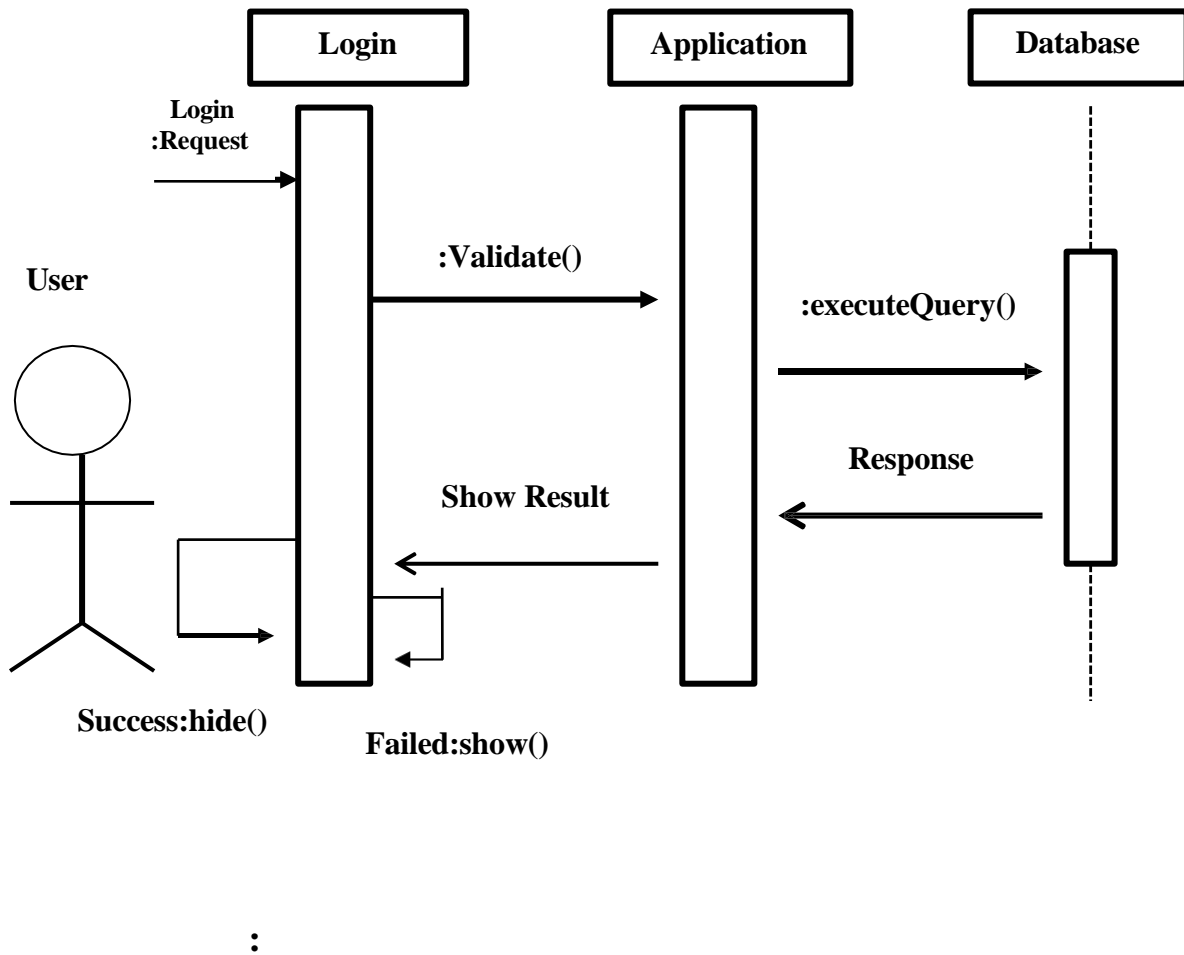 Login
Application
Database
Login
:Request
:Validate()
User
:executeQuery()
Response
Show Result
Success:hide()
Failed:show()
: